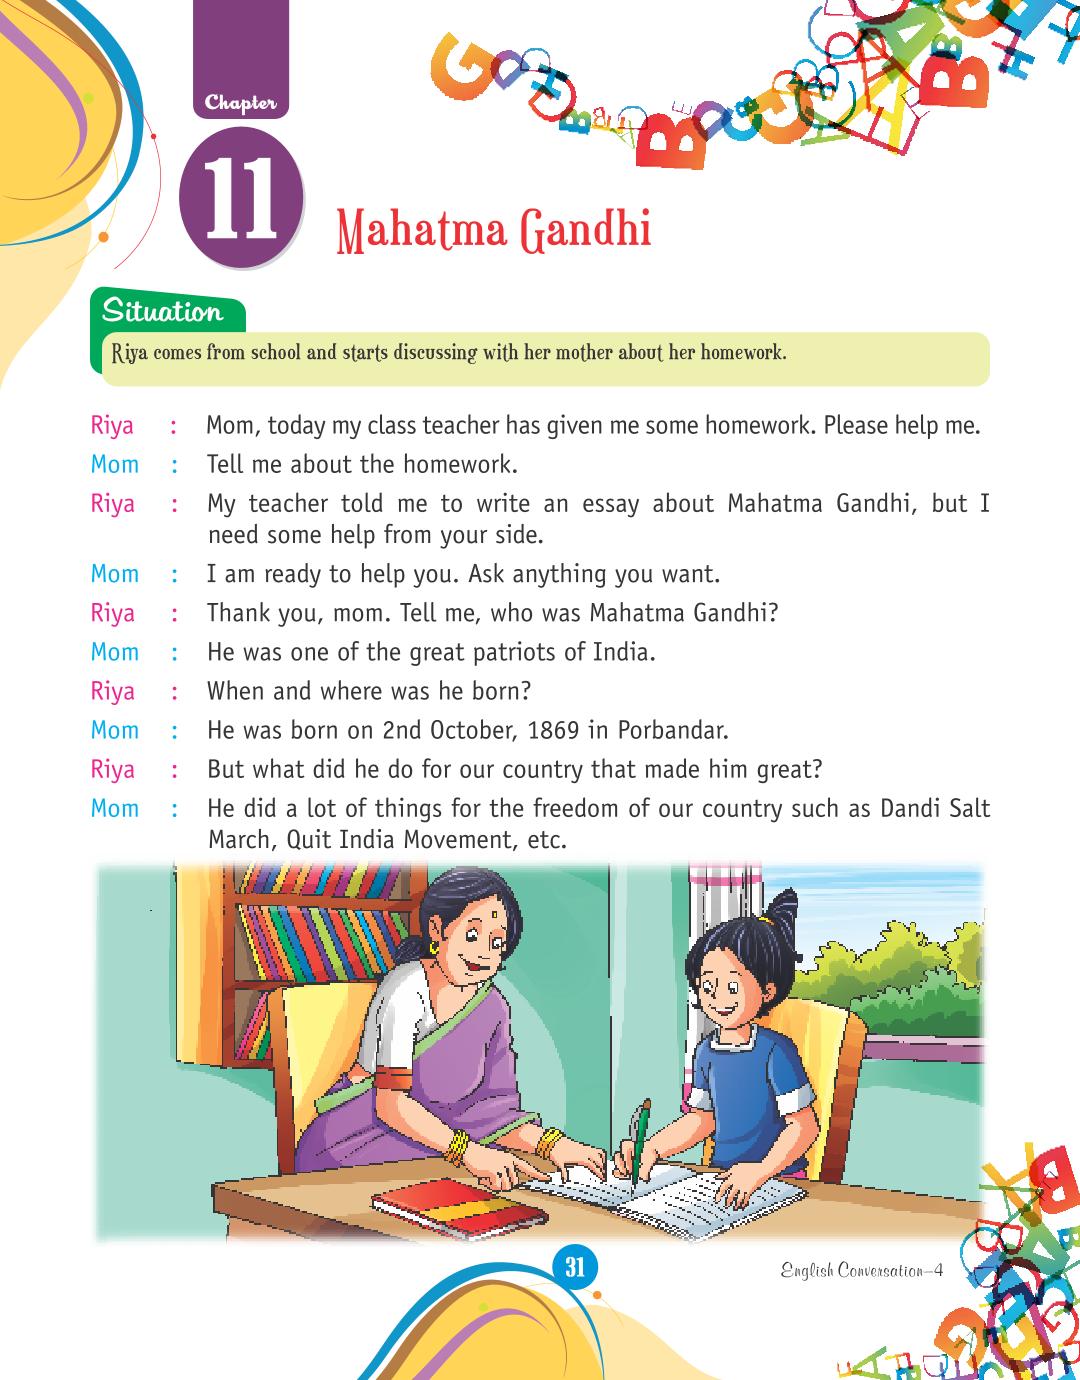 Chapter
11
Mahatma Gandhi
Situation
Riya comes from school and starts discussing with her mother about her homework.
Riya : Mom, today my class teacher has given me some homework. Please help me.
Mom : Tell me about the homework.
Riya : My teacher told me to write an essay about Mahatma Gandhi, but I
need some help from your side.
Mom : I am ready to help you. Ask anything you want.
Riya : Thank you, mom. Tell me, who was Mahatma Gandhi?
Mom : He was one of the great patriots of India.
Riya : When and where was he born?
Mom : He was born on 2nd October, 1869 in Porbandar.
Riya : But what did he do for our country that made him great?
Mom : He did a lot of things for the freedom of our country such as Dandi Salt
March, Quit India Movement, etc.
31
English Conversation–4